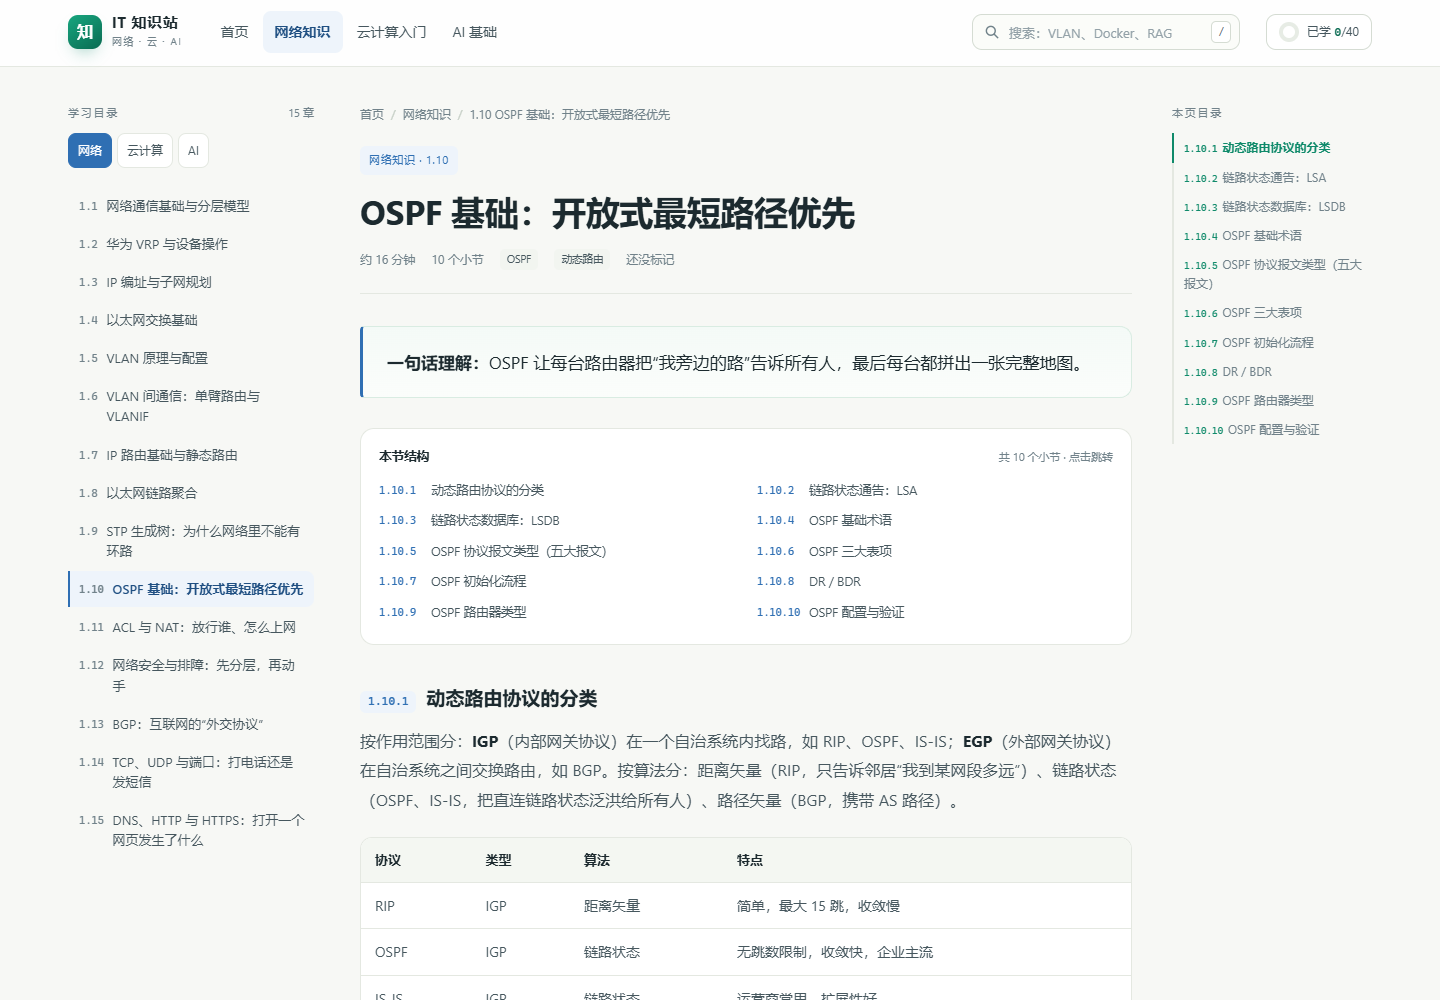 知
IT 知识站
网络 · 云 · AI
首页
网络知识
云计算入门
AI 基础
搜索：VLAN、Docker、RAG
/
已学 0/40
学习目录
15 章
网络
云计算
AI
1.1 网络通信基础与分层模型
1.2 华为 VRP 与设备操作
1.3 IP 编址与子网规划
1.4 以太网交换基础
1.5 VLAN 原理与配置
1.6 VLAN 间通信：单臂路由与
VLANIF
1.7 IP 路由基础与静态路由
1.8 以太网链路聚合
1.9 STP 生成树：为什么网络里不能有
环路
1.10 OSPF 基础：开放式最短路径优先
1.11 ACL 与 NAT：放行谁、怎么上网
1.12 网络安全与排障：先分层，再动
手
1.13 BGP：互联网的“外交协议”
1.14 TCP、UDP 与端口：打电话还是
发短信
1.15 DNS、HTTP 与 HTTPS：打开一个
网页发生了什么
首页 / 网络知识 / 1.10 OSPF 基础：开放式最短路径优先
网络知识 · 1.10
OSPF 基础：开放式最短路径优先
约 16 分钟 10 个小节 OSPF 动态路由 还没标记
一句话理解：OSPF 让每台路由器把“我旁边的路”告诉所有人，最后每台都拼出一张完整地图。
本节结构
共 10 个小节 · 点击跳转
1.10.1 动态路由协议的分类
1.10.2 链路状态通告：LSA
1.10.3 链路状态数据库：LSDB
1.10.4 OSPF 基础术语
1.10.5 OSPF 协议报文类型（五大报文）
1.10.6 OSPF 三大表项
1.10.7 OSPF 初始化流程
1.10.8 DR / BDR
1.10.9 OSPF 路由器类型
1.10.10 OSPF 配置与验证
1.10.1 动态路由协议的分类
按作用范围分：IGP（内部网关协议）在一个自治系统内找路，如 RIP、OSPF、IS-IS；EGP（外部网关协议）
在自治系统之间交换路由，如 BGP。按算法分：距离矢量（RIP，只告诉邻居“我到某网段多远”）、链路状态
（OSPF、IS-IS，把直连链路状态泛洪给所有人）、路径矢量（BGP，携带 AS 路径）。
协议 类型 算法 特点
RIP IGP 距离矢量 简单，最大 15 跳，收敛慢
OSPF IGP 链路状态 无跳数限制，收敛快，企业主流
IS-IS IGP 链路状态 运营商常用，扩展性好
本页目录
1.10.1 动态路由协议的分类
1.10.2 链路状态通告：LSA
1.10.3 链路状态数据库：LSDB
1.10.4 OSPF 基础术语
1.10.5 OSPF 协议报文类型（五大
报文）
1.10.6 OSPF 三大表项
1.10.7 OSPF 初始化流程
1.10.8 DR / BDR
1.10.9 OSPF 路由器类型
1.10.10 OSPF 配置与验证